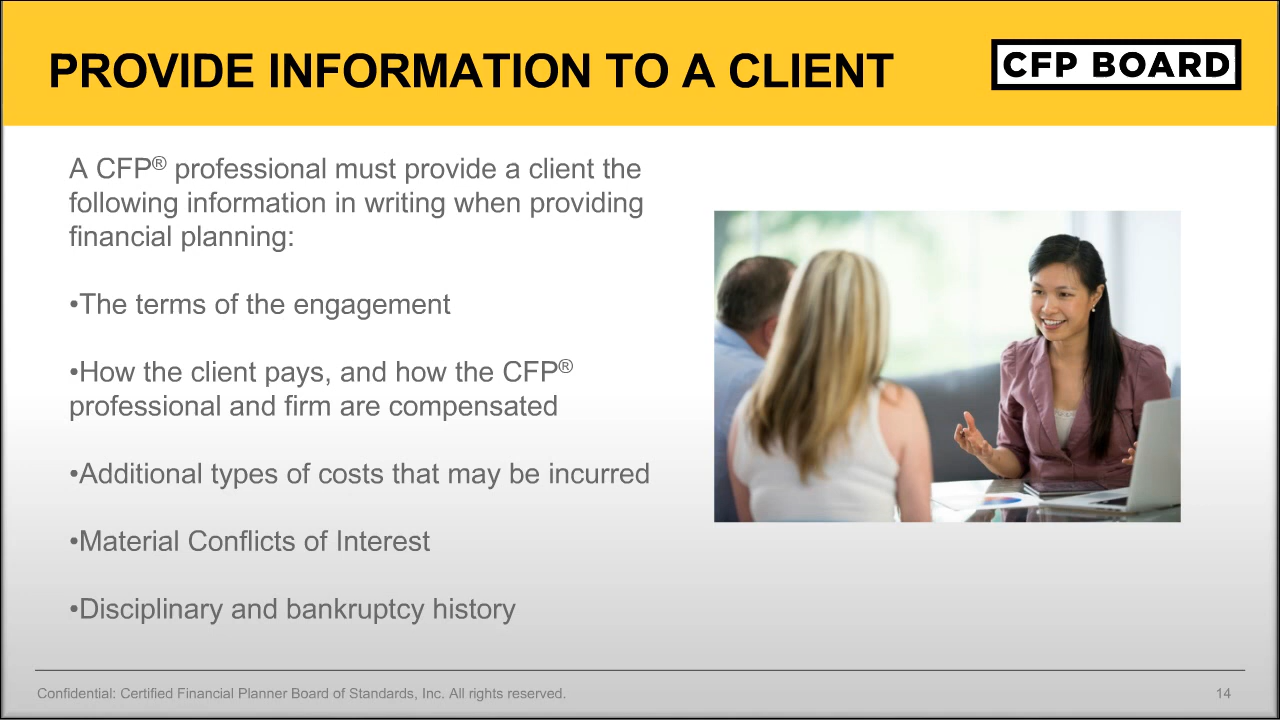 PROVIDE INFORMATION TO A CLIENT
CFP BOARD
A CFP® professional must provide a client the
following information in writing when providing
financial planning:
•The terms of the engagement
•How the client pays, and how the CFP®
professional and firm are compensated
•Additional types of costs that may be incurred
•Material Conflicts of Interest
•Disciplinary and bankruptcy history
Confidential: Certified Financial Planner Board of Standards, Inc. All rights reserved.
14